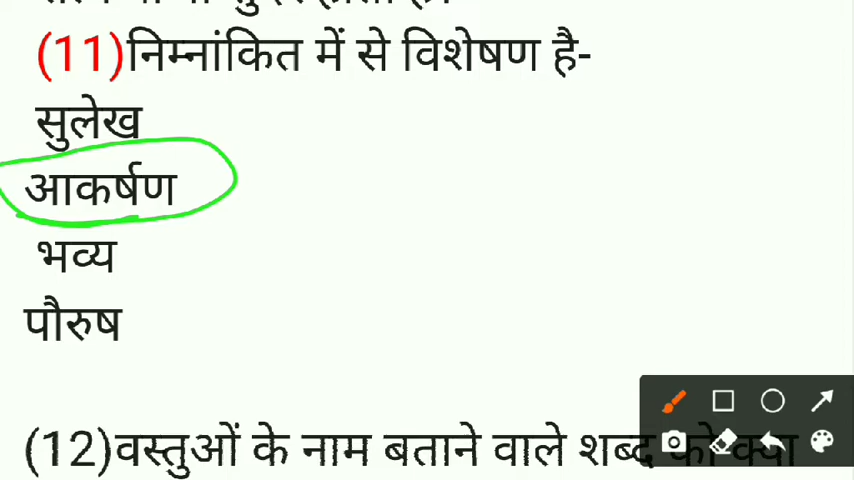 (11)निम्नांकित में से विशेषण है-
सुलेख
आकर्षण
भव्य
पौरुष
(12)वस्तुओं के नाम बताने वाले शब्द को क्या